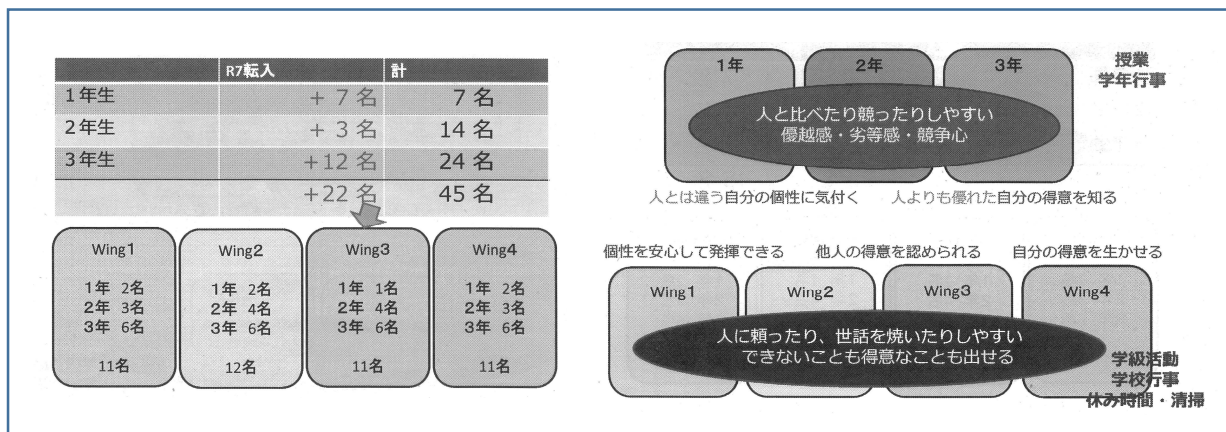 R7転入 計
1年生 + 7 名 7 名
2年生 + 3 名 14 名
3年生 +12 名 24 名
+22 名 45 名
Wing1
1年 2名
2年 3名
3年 6名
11名
Wing2
1年 2名
2年 4名
3年 6名
12名
Wing3
1年 1名
2年 4名
3年 6名
11名
Wing4
1年 2名
2年 3名
3年 6名
11名
1年 2年 3年
授業
学年行事
人と比べたり競ったりしやすい
優越感・劣等感・競争心
人とは違う自分の個性に気付く 人よりも優れた自分の得意を知る
個性を安心して発揮できる 他人の得意を認められる 自分の得意を生かせる
Wing1 Wing2 Wing3 Wing4
人に頼ったり、世話を焼いたりしやすい
できないことも得意なことも出せる
学級活動
学校行事
休み時間・清掃